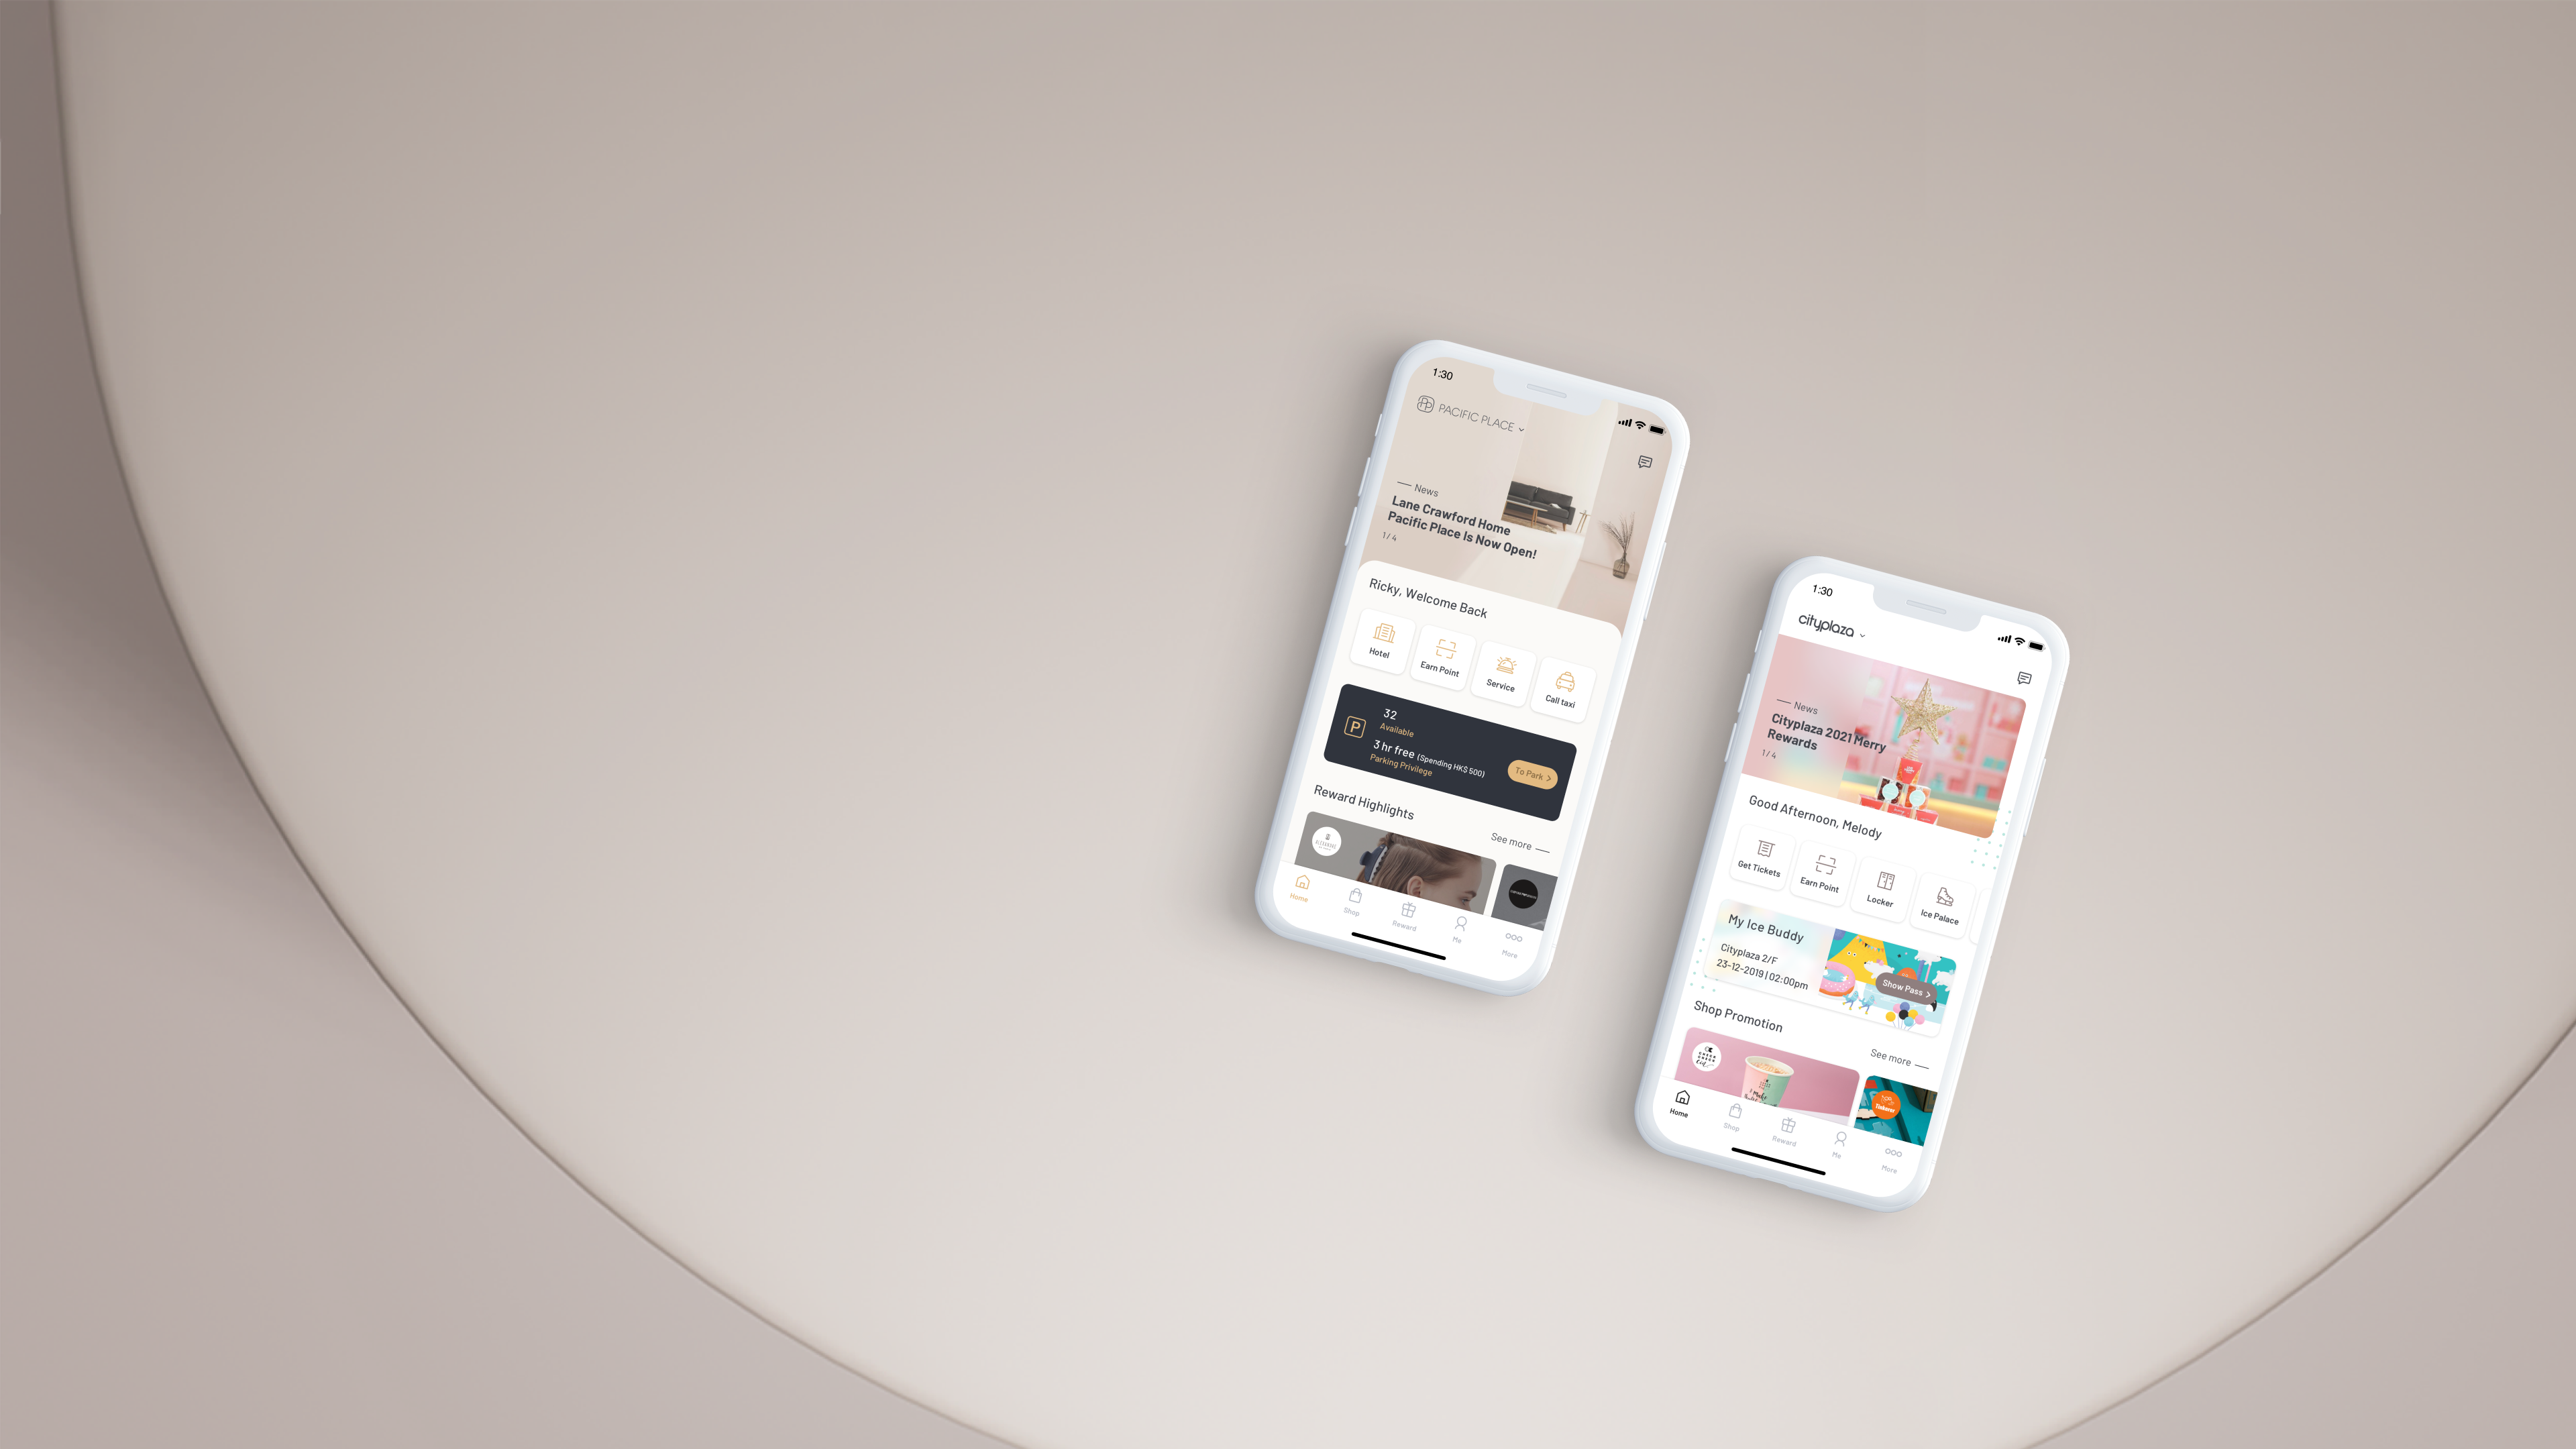 1:30
PACIFIC PLACE
News
Lane Crawford Home
Pacific Place Is Now Open!
1 / 4
Ricky, Welcome Back
Hotel
Earn Point
Service
Call taxi
P
32
Available
3 hr free (Spending HK$ 500)
Parking Privilege
To Park
Reward Highlights
See more
Home
Shop
Reward
Me
More
1:30
cityplaza
News
Cityplaza 2021 Merry
Rewards
1 / 4
Good Afternoon, Melody
Get Tickets
Earn Point
Locker
Ice Palace
My Ice Buddy
Cityplaza 2/F
23-12-2019 | 02:00pm
Show Pass
Shop Promotion
See more
Home
Shop
Reward
Me
More